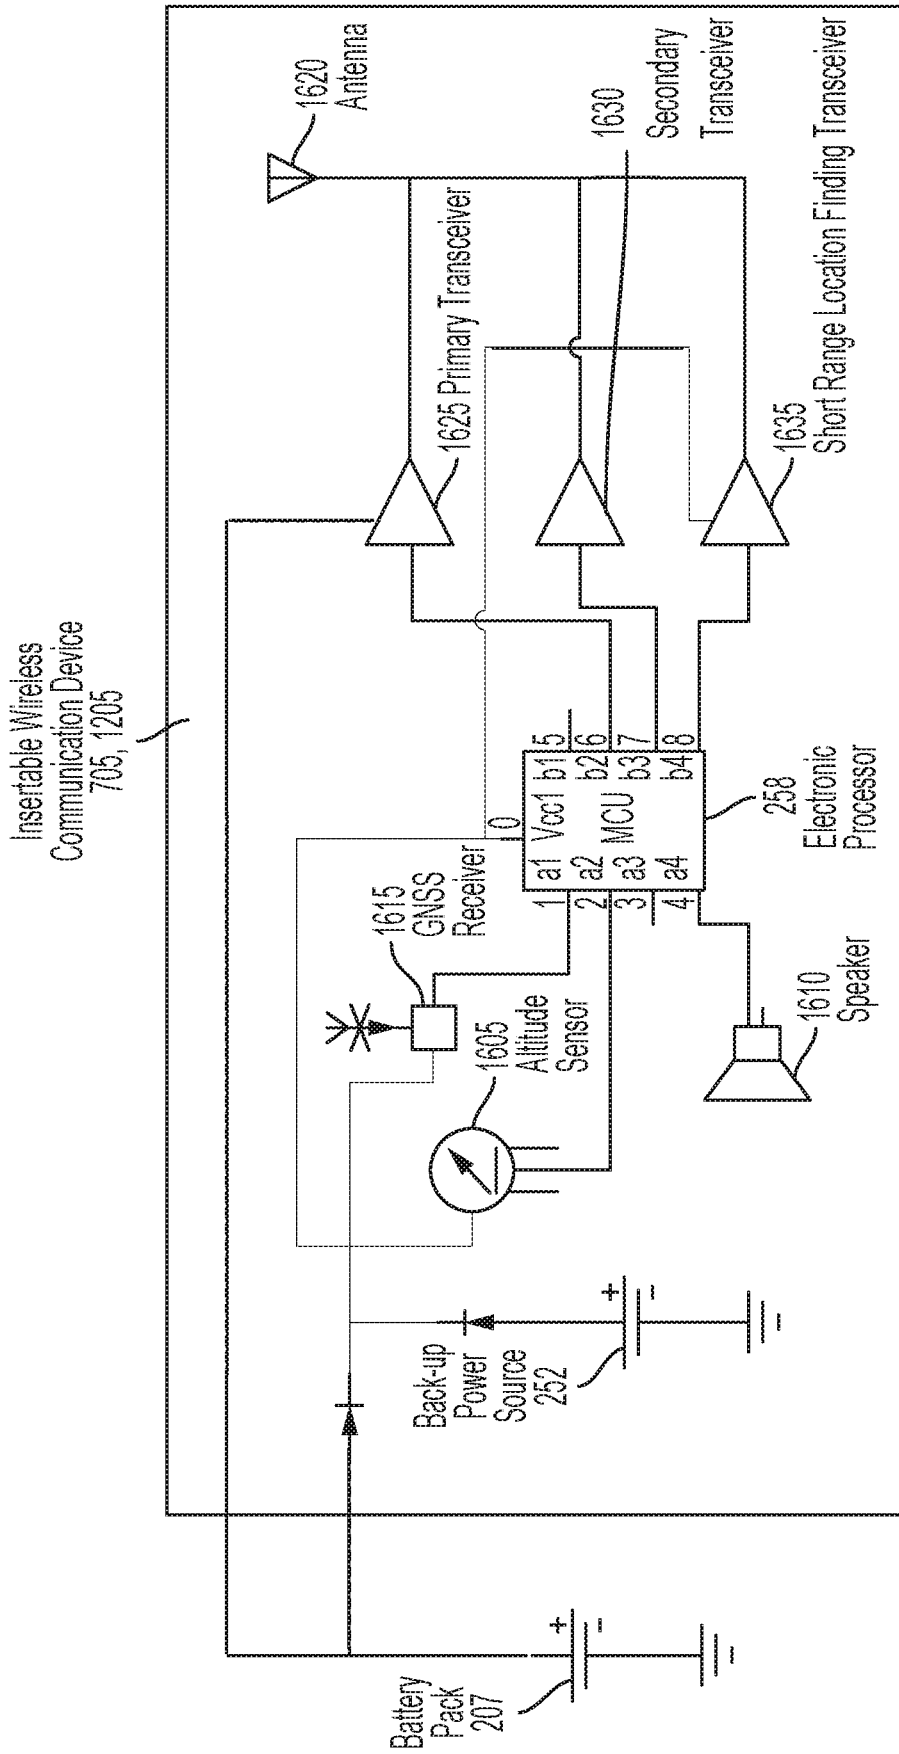 Insertable Wireless
Communication Device
705, 1205
1620
Antenna
1630
Secondary
Transceiver
1625 Primary Transceiver
1635
Short Range Location Finding Transceiver
1615
GNSS
Receiver
1605
Altitude
Sensor
0
1 a1 Vcc1 b1 5
2 a2 b2 6
MCU
3 a3 b3 7
4 a4 b4 8
258
Electronic
Processor
1610
Speaker
Back-up
Power
Source
252
+
-
Battery
Pack
207
+
-